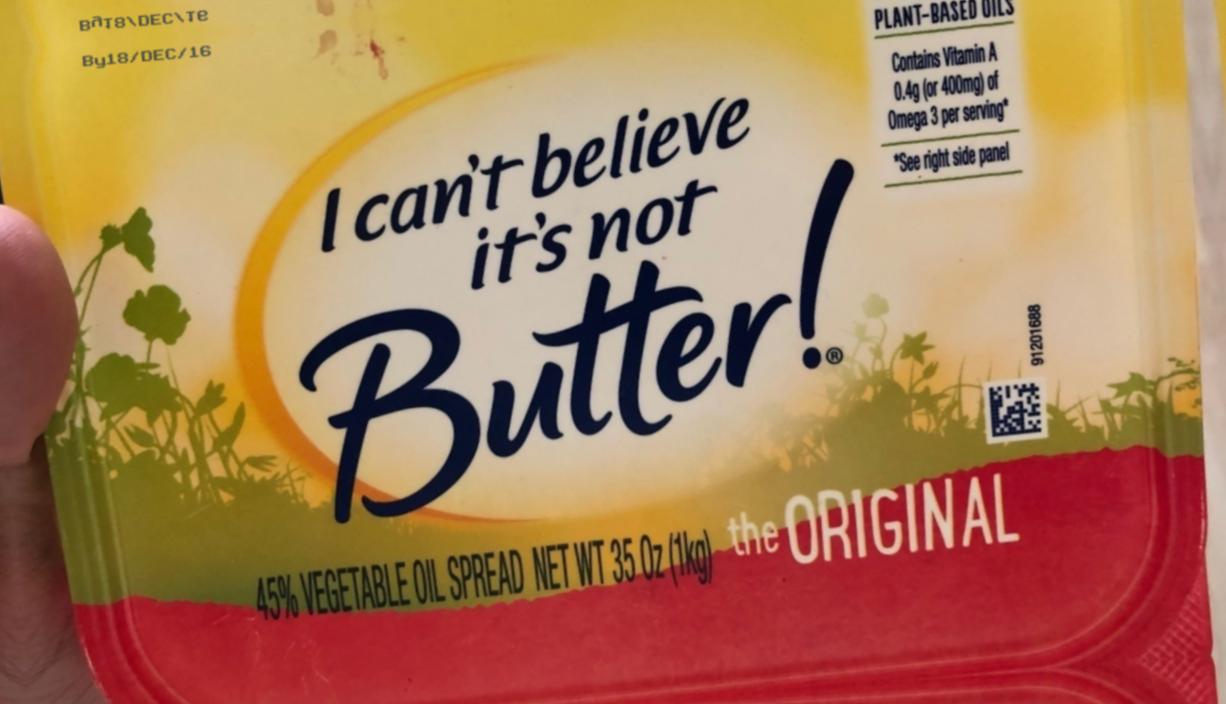 By18/DEC/16
PLANT-BASED OILS
Contains Vitamin A
0.4g (or 400mg) of
Omega 3 per serving*
*See right side panel
I can't believe
it's not
Butter!®
91201688
the ORIGINAL
45% VEGETABLE OIL SPREAD NET WT 35 Oz (1kg)